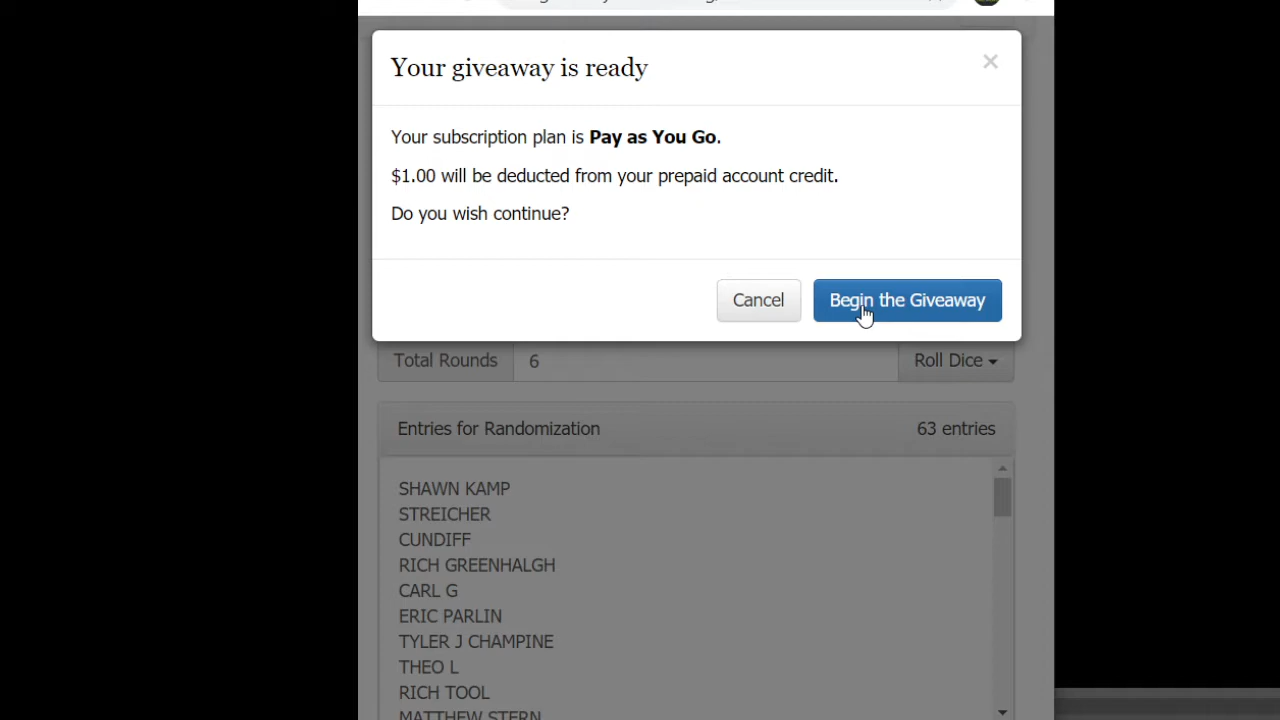 Your giveaway is ready
×
Your subscription plan is Pay as You Go.
$1.00 will be deducted from your prepaid account credit.
Do you wish continue?
Cancel
Begin the Giveaway
Total Rounds
6
Roll Dice
Entries for Randomization
63 entries
SHAWN KAMP
STREICHER
CUNDIFF
RICH GREENHALGH
CARL G
ERIC PARLIN
TYLER J CHAMPINE
THEO L
RICH TOOL
MATTHEW STERN